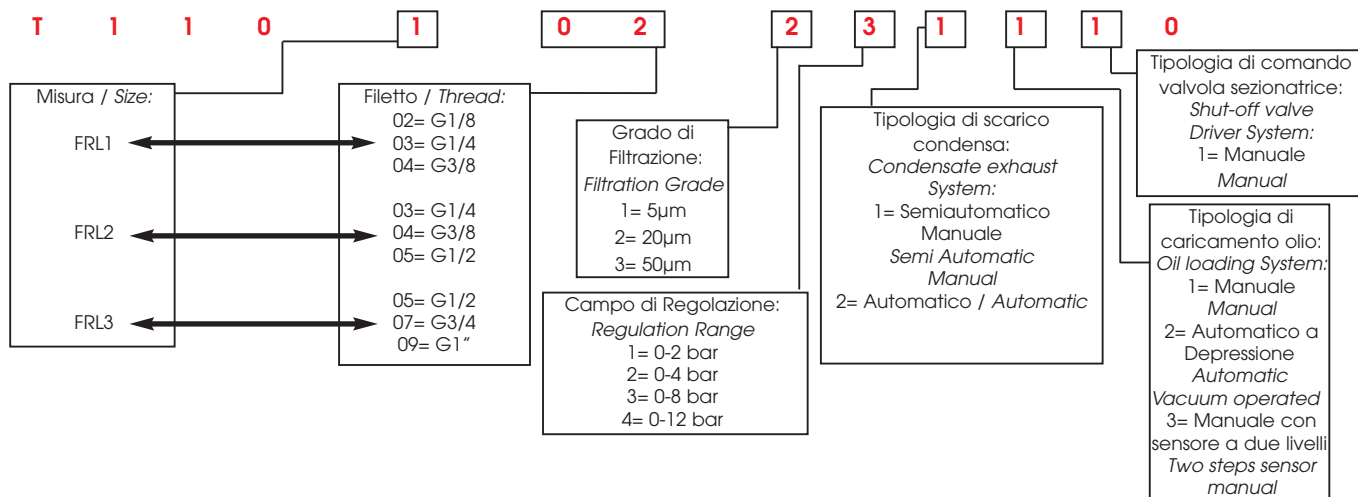 T 1 1 0 1 0 2 2 3 1 1 1 0
Misura / Size:
FRL1
FRL2
FRL3
Filetto / Thread:
02= G1/8
03= G1/4
04= G3/8
03= G1/4
04= G3/8
05= G1/2
05= G1/2
07= G3/4
09= G1”
Grado di
Filtrazione:
Filtration Grade
1= 5µm
2= 20µm
3= 50µm
Campo di Regolazione:
Regulation Range
1= 0-2 bar
2= 0-4 bar
3= 0-8 bar
4= 0-12 bar
Tipologia di scarico
condensa:
Condensate exhaust
System:
1= Semiautomatico
Manuale
Semi Automatic
Manual
2= Automatico / Automatic
Tipologia di comando
valvola sezionatrice:
Shut-off valve
Driver System:
1= Manuale
Manual
Tipologia di
caricamento olio:
Oil loading System:
1= Manuale
Manual
2= Automatico a
Depressione
Automatic
Vacuum operated
3= Manuale con
sensore a due livelli
Two steps sensor
manual